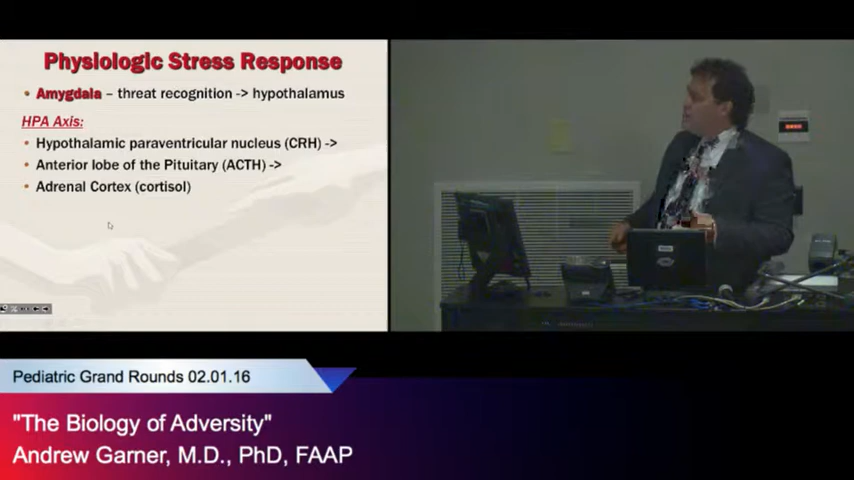 Physiologic Stress Response
• Amygdala – threat recognition -> hypothalamus
HPA Axis:
• Hypothalamic paraventricular nucleus (CRH) ->
• Anterior lobe of the Pituitary (ACTH) ->
• Adrenal Cortex (cortisol)
Pediatric Grand Rounds 02.01.16
"The Biology of Adversity"
Andrew Garner, M.D., PhD, FAAP